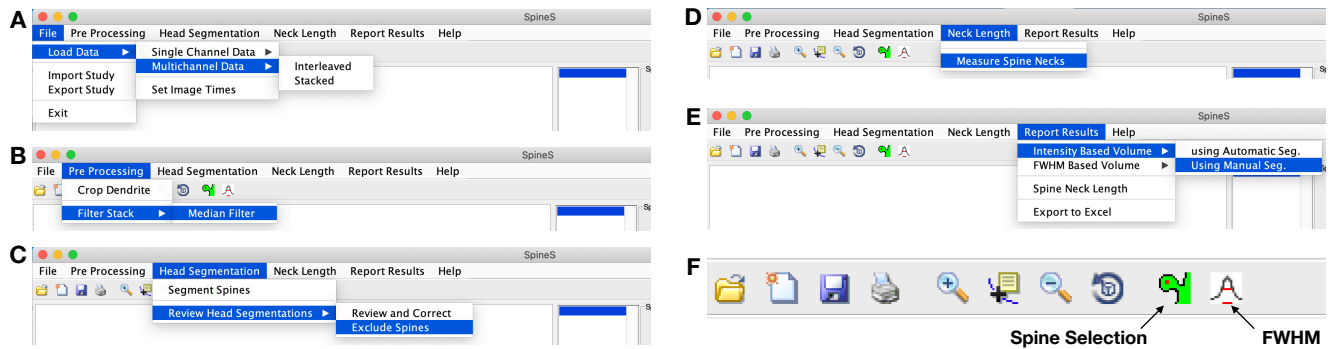 A
SpineS
File Pre Processing Head Segmentation Neck Length Report Results Help
Load Data
Import Study
Export Study
Exit
Single Channel Data
Multichannel Data
Set Image Times
Interleaved
Stacked
B
SpineS
File Pre Processing Head Segmentation Neck Length Report Results Help
Crop Dendrite
Filter Stack
Median Filter
Sp
C
SpineS
File Pre Processing Head Segmentation Neck Length Report Results Help
Segment Spines
Review Head Segmentations
Review and Correct
Exclude Spines
D
SpineS
File Pre Processing Head Segmentation Neck Length Report Results Help
Measure Spine Necks
E
SpineS
File Pre Processing Head Segmentation Neck Length Report Results Help
Intensity Based Volume
FWHM Based Volume
Spine Neck Length
Export to Excel
using Automatic Seg.
Using Manual Seg.
F
Spine Selection
FWHM